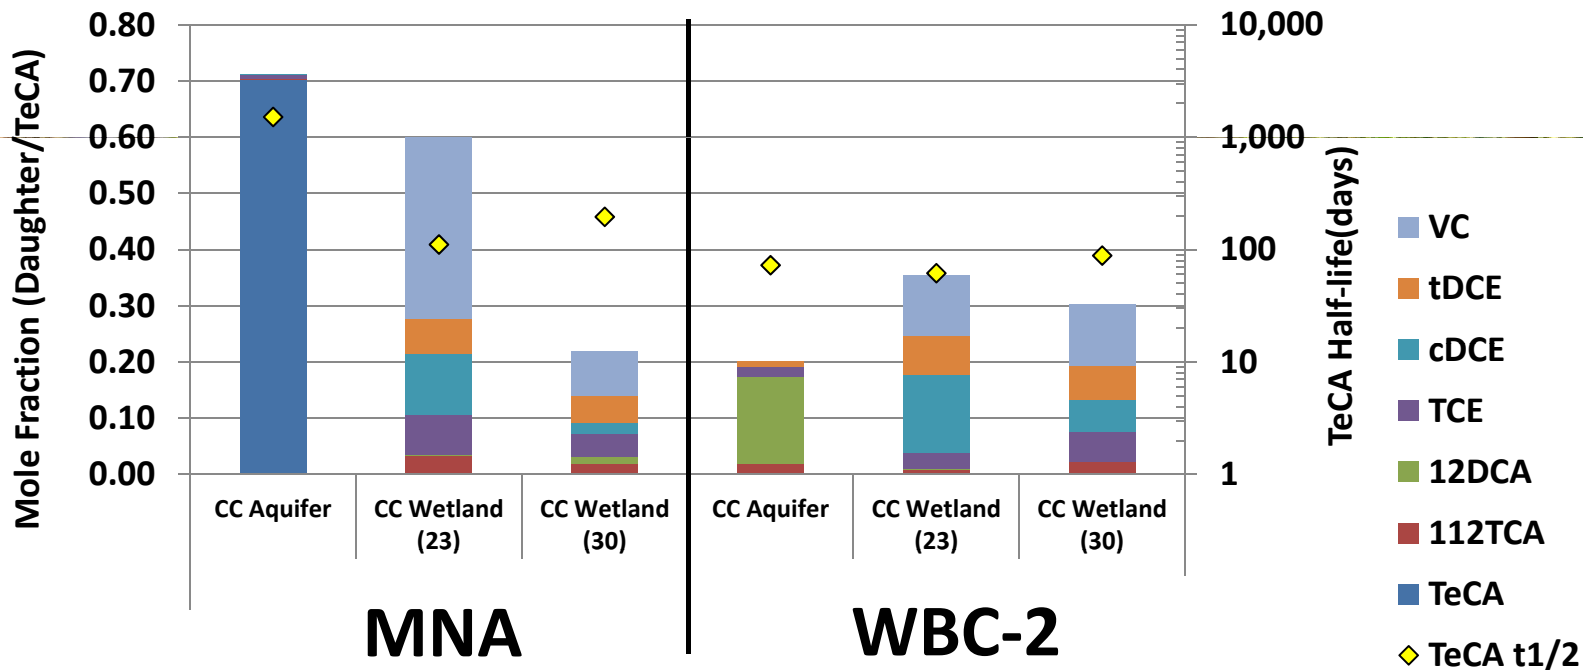 Mole Fraction (Daughter/TeCA)
0.80
0.70
0.60
0.50
0.40
0.30
0.20
0.10
0.00
10,000
1,000
100
10
1
TeCA Half-life(days)
CC Aquifer
CC Wetland
(23)
CC Wetland
(30)
CC Aquifer
CC Wetland
(23)
CC Wetland
(30)
MNA
WBC-2
VC
tDCE
cDCE
TCE
12DCA
112TCA
TeCA
TeCA t1/2